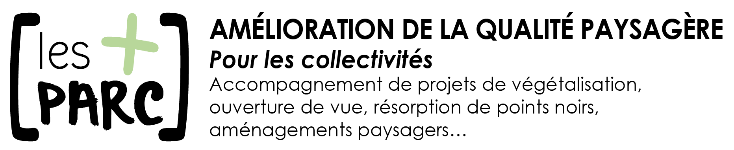 les +
PARC
AMÉLIORATION DE LA QUALITÉ PAYSAGÈRE
Pour les collectivités
Accompagnement de projets de végétalisation,
ouverture de vue, résorption de points noirs,
aménagements paysagers...